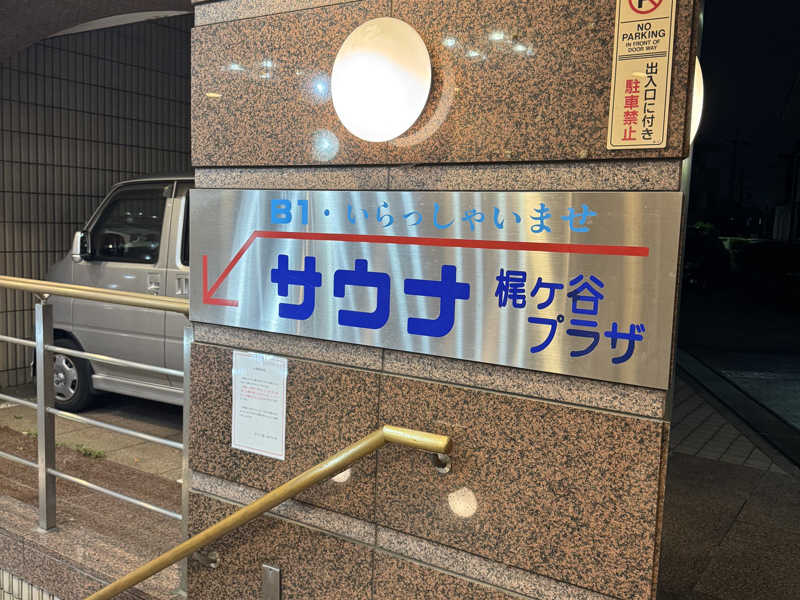 NO
PARKING
IN FRONT OF
DOOR WAY
出入口に付き
駐車禁止
B1・いらっしゃいませ
サウナ
梶ケ谷
プラザ